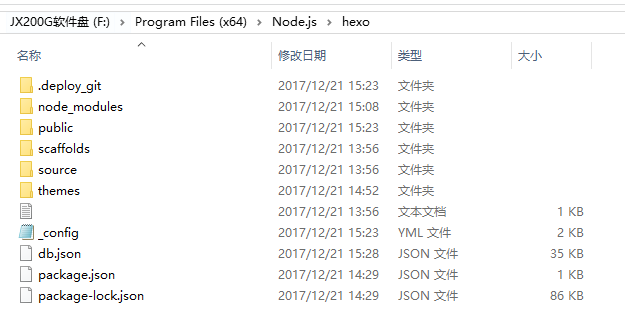 JX200G软件盘 (F:) › Program Files (x64) › Node.js › hexo
名称 修改日期 类型 大小
.deploy_git 2017/12/21 15:23 文件夹
node_modules 2017/12/21 15:08 文件夹
public 2017/12/21 15:23 文件夹
scaffolds 2017/12/21 13:56 文件夹
source 2017/12/21 13:56 文件夹
themes 2017/12/21 14:52 文件夹
2017/12/21 13:56 文本文档 1 KB
_config 2017/12/21 15:23 YML 文件 2 KB
db.json 2017/12/21 15:28 JSON 文件 35 KB
package.json 2017/12/21 14:29 JSON 文件 1 KB
package-lock.json 2017/12/21 14:29 JSON 文件 86 KB